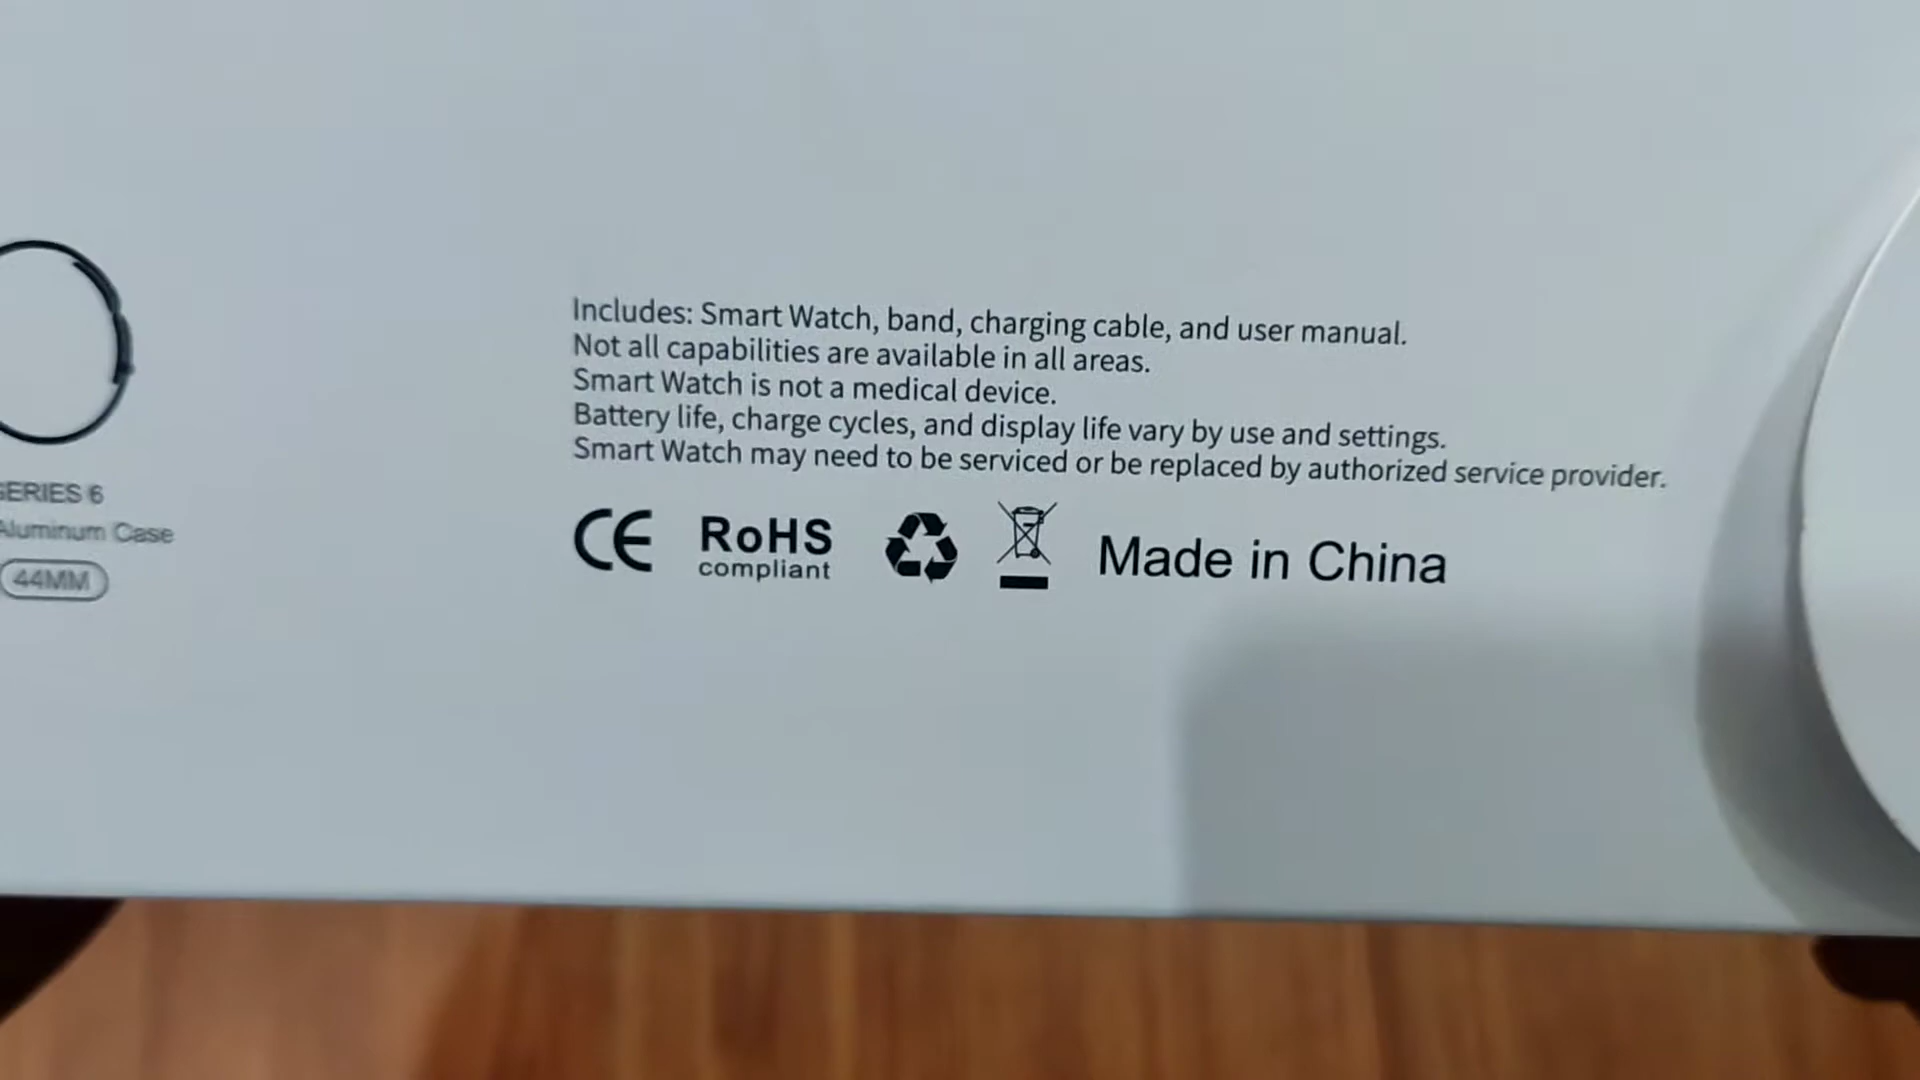 Includes: Smart Watch, band, charging cable, and user manual.
Not all capabilities are available in all areas.
Smart Watch is not a medical device.
Battery life, charge cycles, and display life vary by use and settings.
Smart Watch may need to be serviced or be replaced by authorized service provider.
CE
RoHS
compliant
Made in China
SERIES 6
Aluminum Case
44MM